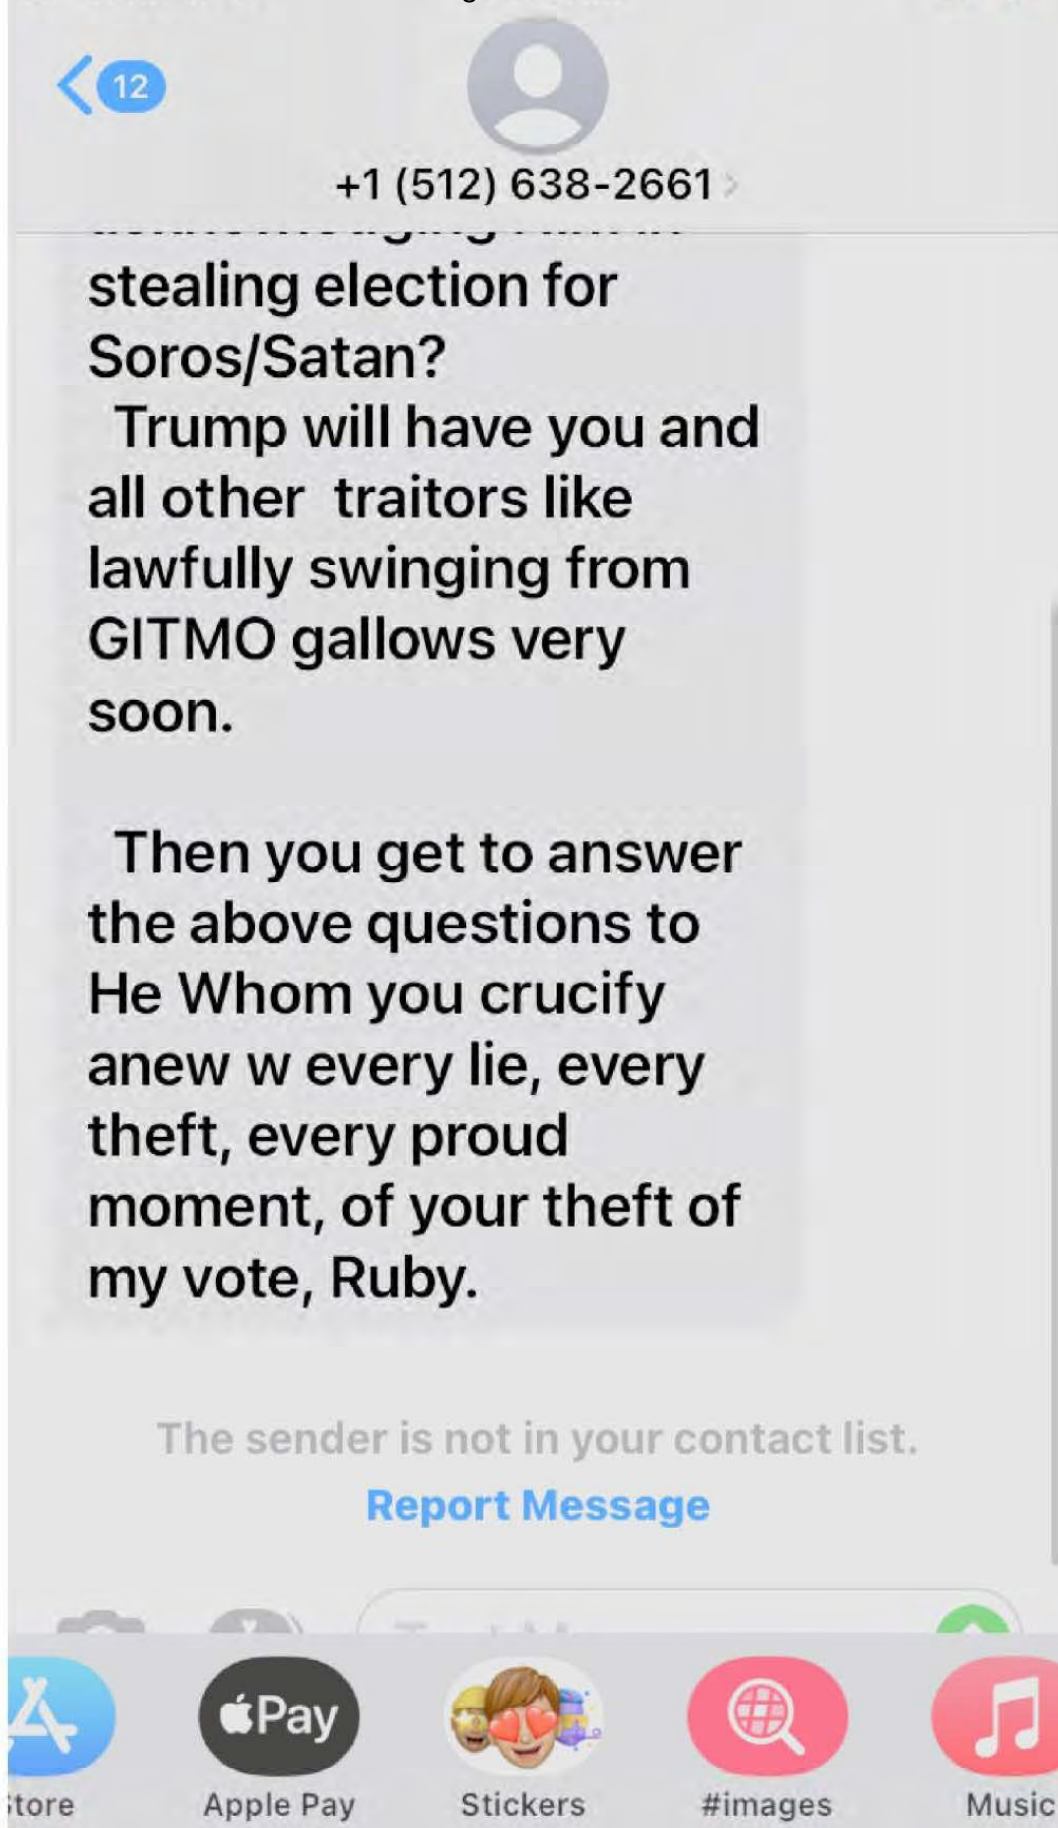 12
+1 (512) 638-2661 >
stealing election for
Soros/Satan?
Trump will have you and
all other traitors like
lawfully swinging from
GITMO gallows very
soon.
Then you get to answer
the above questions to
He Whom you crucify
anew w every lie, every
theft, every proud
moment, of your theft of
my vote, Ruby.
The sender is not in your contact list.
Report Message
Pay
tore Apple Pay Stickers #images Music